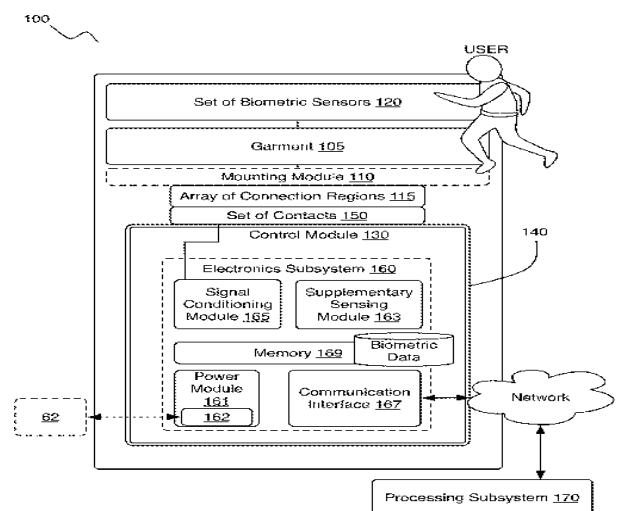 100
USER
Set of Biometric Sensors 120
Garment 105
Mounting Module 110
Array of Connection Regions 115
Set of Contacts 150
Control Module 130
140
Electronics Subsystem 160
Signal
Conditioning
Module 165
Supplementary
Sensing
Module 163
Memory 169
Biometric
Data
Power
Module
161
162
Communication
Interface 167
62
Network
Processing Subsystem 170